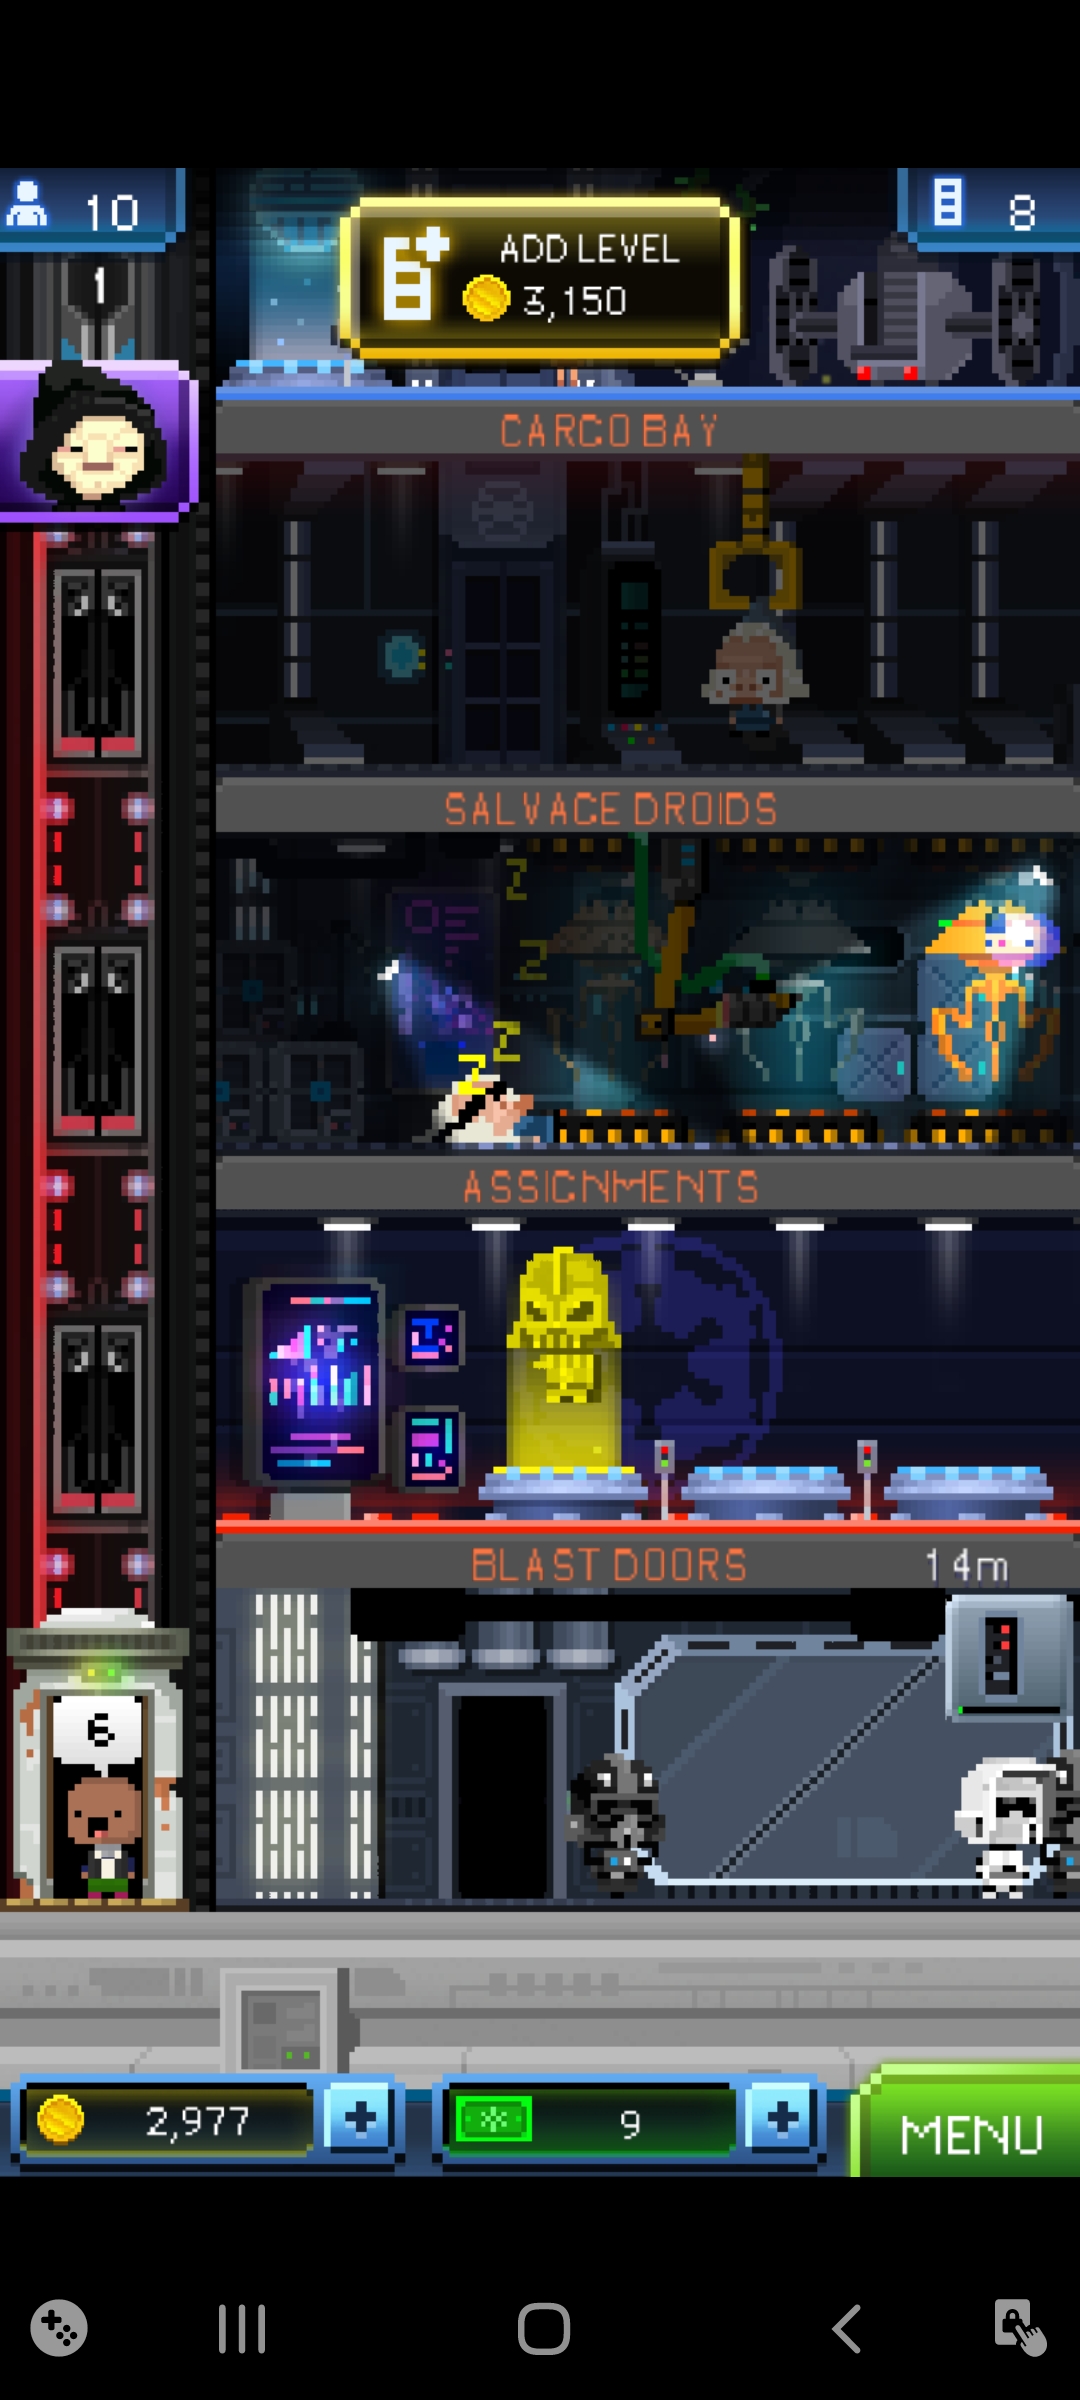 10
8
ADD LEVEL
3,150
1
CARGO BAY
SALVAGE DROIDS
Z
Z
Z
Z
ASSIGNMENTS
BLAST DOORS 14m
6
2,977
9
MENU